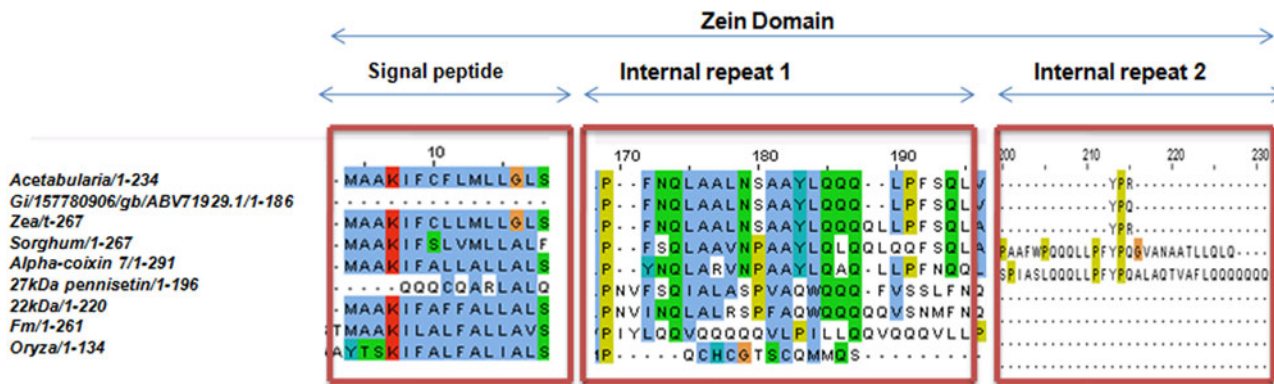 Zein Domain
Signal peptide Internal repeat 1 Internal repeat 2
10 170 180 190 200 210 220 230
Acetabularia/1-234 - MAAKIFCFLMLLGLS .P..FNQLAALNSAAYLQQQ..LPFSQLV YPR
Gi/157780906/gb/ABV71929.1/1-186 .P..FNQLAALNSAAYLQQQ..LPFSQLV YPQ
Zea/t-267 - MAAKIFCLLMLLGLS .P..FNQLAALNSAAYLQQQQLLPFSQLA YPR
Sorghum/1-267 - MAAKIFSLVMLLALF .P..FSQLAAVNPAAYLQLQQLQQFSQLA PAAFWPQQQLLPFYPQGVANAATLLQLQ....
Alpha-coixin 7/1-291 - MAAKIFALLALLALS .P..YNQLARVNPAAYLQAQ.LLPFNQQL SPIASLQQQLLPFYPQALAQTVAFLQQQQQQQ
27kDa pennisetin/1-196 ....QQQCQARLALQ .PNVFSQIALASPVAQWQQQ.FVSSLFNQ
22kDa/1-220 - MAAKIFAFFALLALS .PNVINQLALRSPFAQWQQQQQVSNMFNQ
Fm/1-261 TMAAKILALFALLAVS PIYLQQVQQQQQVLPILLQQVQQQVLLP
Oryza/1-134 AYTSKIFALFALIALS P.....QCHCGTSCQMMQS